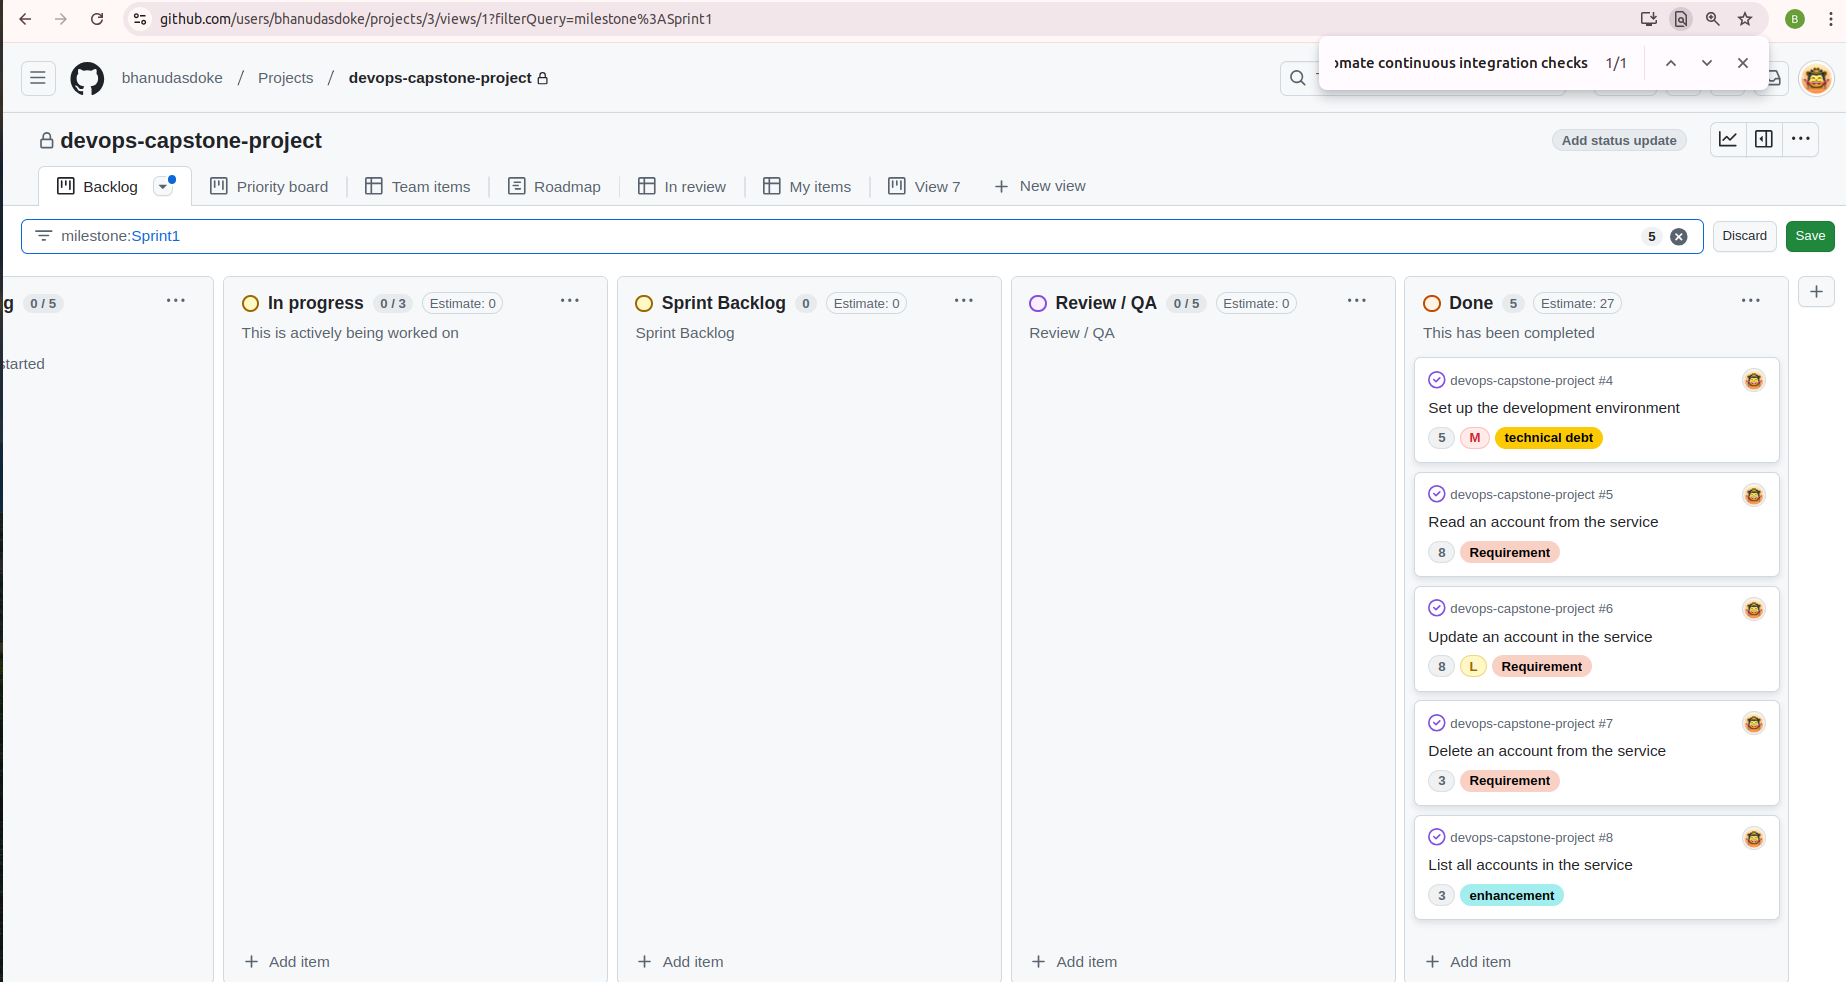 github.com/users/bhanudasdoke/projects/3/views/1?filterQuery=milestone%3ASprint1
B
omate continuous integration checks 1/1
bhanudasdoke / Projects / devops-capstone-project
devops-capstone-project
Add status update
Backlog
Priority board
Team items
Roadmap
In review
My items
View 7
New view
milestone:Sprint1
5
Discard
Save
g 0 / 5
started
In progress 0 / 3 Estimate: 0
This is actively being worked on
Add item
Sprint Backlog 0 Estimate: 0
Sprint Backlog
Add item
Review / QA 0 / 5 Estimate: 0
Review / QA
Add item
Done 5 Estimate: 27
This has been completed
devops-capstone-project #4
Set up the development environment
5 M technical debt
devops-capstone-project #5
Read an account from the service
8 Requirement
devops-capstone-project #6
Update an account in the service
8 L Requirement
devops-capstone-project #7
Delete an account from the service
3 Requirement
devops-capstone-project #8
List all accounts in the service
3 enhancement
Add item